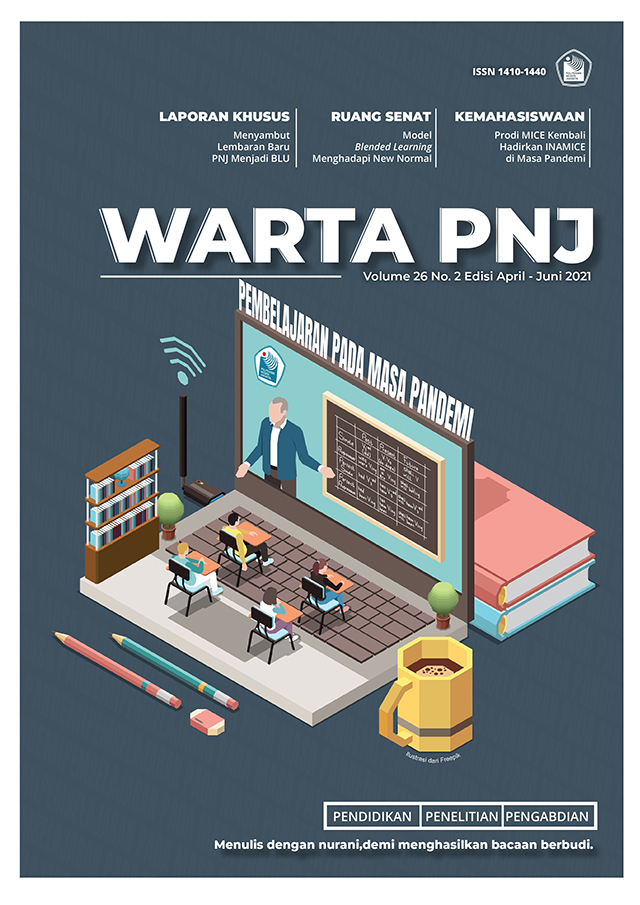 ISSN 1410-1440
LAPORAN KHUSUS
Menyambut
Lembaran Baru
PNJ Menjadi BLU
RUANG SENAT
Model
Blended Learning
Menghadapi New Normal
KEMAHASISWAAN
Prodi MICE Kembali
Hadirkan INAMICE
di Masa Pandemi
WARTA PNJ
Volume 26 No. 2 Edisi April - Juni 2021
PEMBELAJARAN PADA MASA PANDEMI
Ilustrasi dari Freepik
PENDIDIKAN
PENELITIAN
PENGABDIAN
Menulis dengan nurani,demi menghasilkan bacaan berbudi.